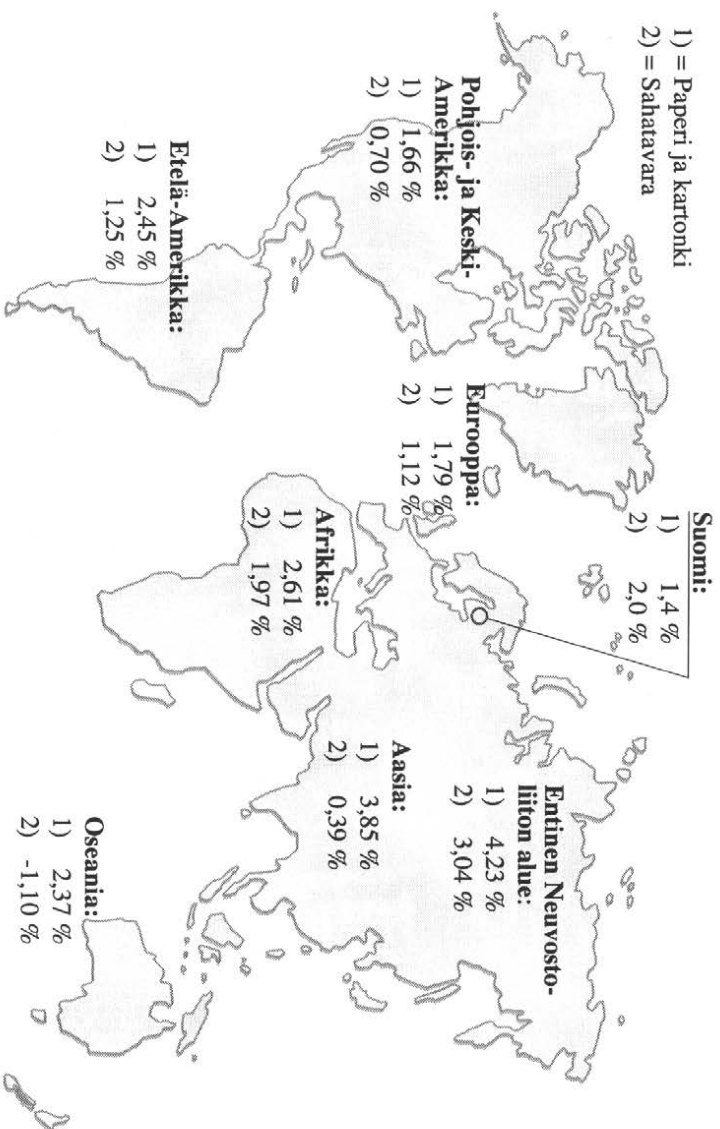 1) = Paperi ja kartonki
2) = Sahatavara
Suomi:
1) 1,4 %
2) 2,0 %
Pohjois- ja Keski-
Amerikka:
1) 1,66 %
2) 0,70 %
Eurooppa:
1) 1,79 %
2) 1,12 %
Entinen Neuvosto-
liiton alue:
1) 4,23 %
2) 3,04 %
Aasia:
1) 3,85 %
2) 0,39 %
Afrikka:
1) 2,61 %
2) 1,97 %
Etelä-Amerikka:
1) 2,45 %
2) 1,25 %
Oseania:
1) 2,37 %
2) -1,10 %